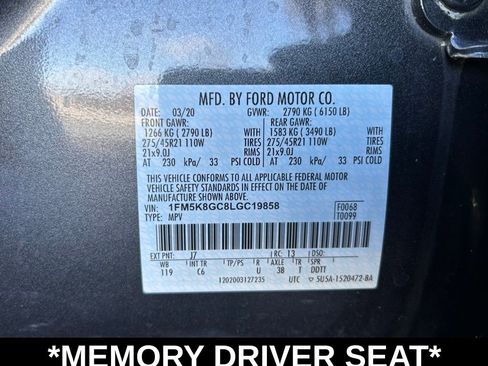 MFD. BY FORD MOTOR CO.
DATE: 03/20 GVWR: 2790 KG ( 6150 LB)
FRONT GAWR: REAR GAWR:
1266 KG ( 2790 LB) WITH 1583 KG ( 3490 LB) WITH
275/45R21 110W TIRES 275/45R21 110W TIRES
21x9.0J RIMS 21x9.0J RIMS
AT 230 kPa/ 33 PSI COLD AT 230 kPa/ 33 PSI COLD
THIS VEHICLE CONFORMS TO ALL APPLICABLE FEDERAL MOTOR
VEHICLE SAFETY STANDARDS IN EFFECT ON THE DATE OF
MANUFACTURE SHOWN ABOVE.
VIN: 1FM5K8GC8LGC19858 F0068
TYPE: MPV T0099
EXT PNT: J7 RC: 13 DSO:
WB INT TR TP/PS R AXLE T SPR
119 C6 U 38 T DDTT
1202003127235 UTC 5U5A-1520472-BA
*MEMORY DRIVER SEAT*